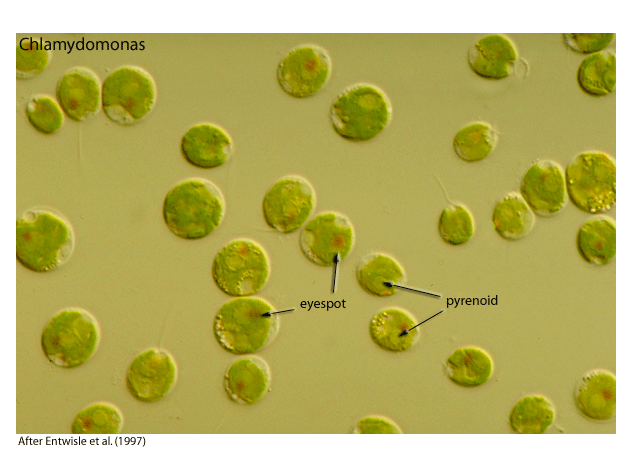 Chlamydomonas
eyespot
pyrenoid
After Entwisle et al. (1997)